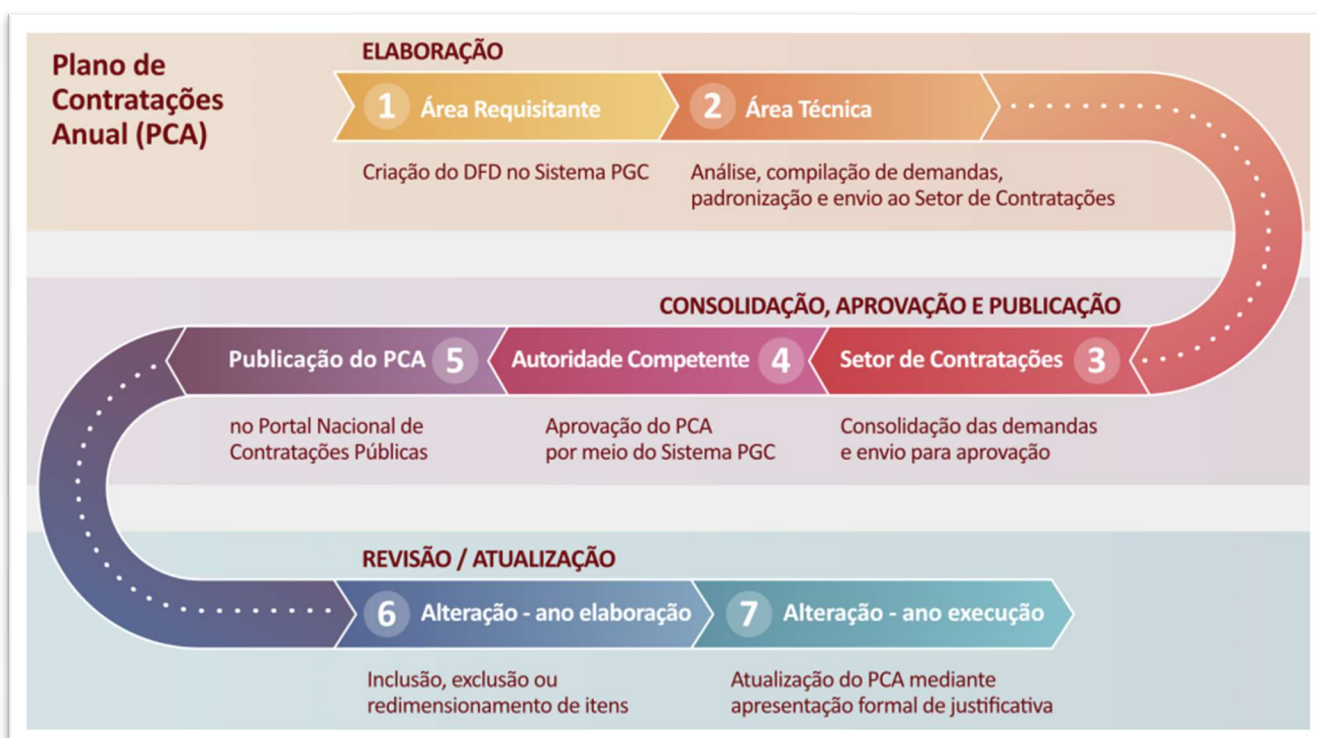 Plano de
Contratações
Anual (PCA)
ELABORAÇÃO
1 Área Requisitante
Criação do DFD no Sistema PGC
2 Área Técnica
Análise, compilação de demandas,
padronização e envio ao Setor de Contratações
CONSOLIDAÇÃO, APROVAÇÃO E PUBLICAÇÃO
Setor de Contratações 3
Consolidação das demandas
e envio para aprovação
Autoridade Competente 4
Aprovação do PCA
por meio do Sistema PGC
Publicação do PCA 5
no Portal Nacional de
Contratações Públicas
REVISÃO / ATUALIZAÇÃO
6 Alteração - ano elaboração
Inclusão, exclusão ou
redimensionamento de itens
7 Alteração - ano execução
Atualização do PCA mediante
apresentação formal de justificativa